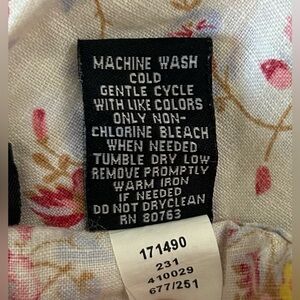 MACHINE WASH
COLD
GENTLE CYCLE
WITH LIKE COLORS
ONLY NON-
CHLORINE BLEACH
WHEN NEEDED
TUMBLE DRY LOW
REMOVE PROMPTLY
WARM IRON
IF NEEDED
DO NOT DRYCLEAN
RN 80763
171490
231
410029
677/251